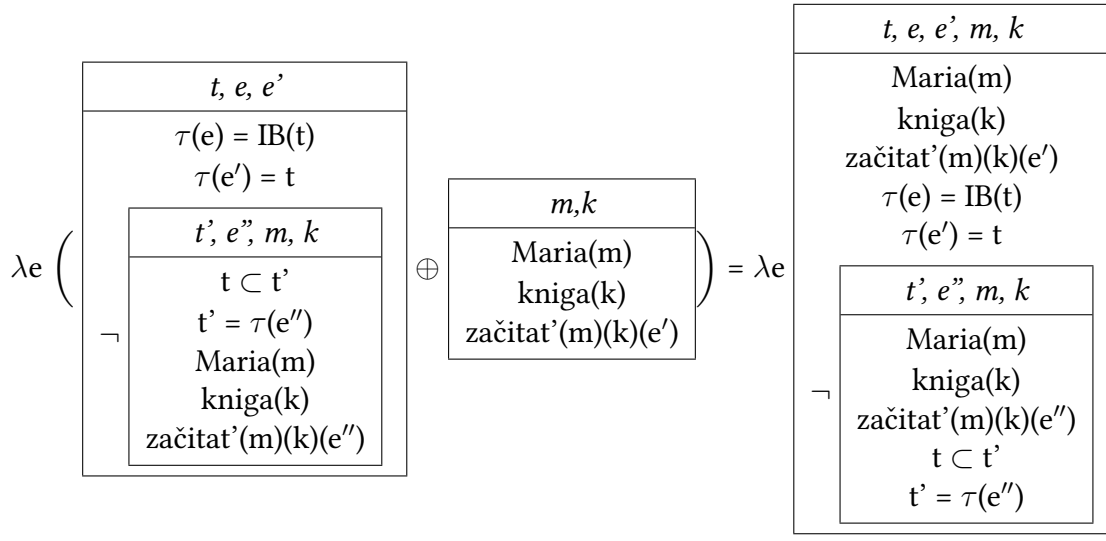 λe ( t, e, e’
τ(e) = IB(t)
τ(e′) = t
¬ t’, e”, m, k
t ⊂ t’
t’ = τ(e′′)
Maria(m)
kniga(k)
začitat’(m)(k)(e′′)
⊕ m,k
Maria(m)
kniga(k)
začitat’(m)(k)(e′)
) = λe t, e, e’, m, k
Maria(m)
kniga(k)
začitat’(m)(k)(e′)
τ(e) = IB(t)
τ(e′) = t
¬ t’, e”, m, k
Maria(m)
kniga(k)
začitat’(m)(k)(e′′)
t ⊂ t’
t’ = τ(e′′)